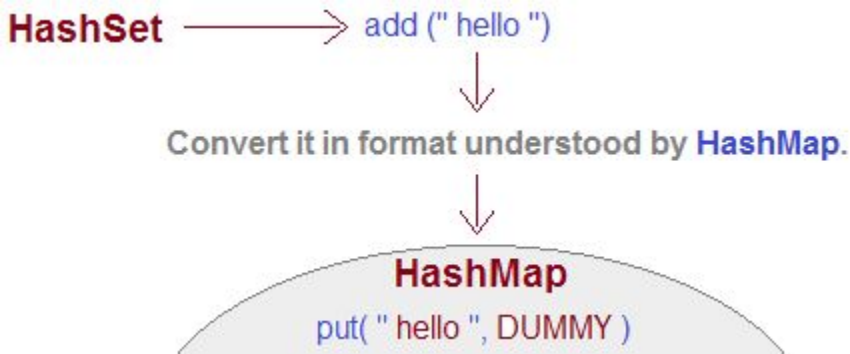 HashSet add (" hello ")
Convert it in format understood by HashMap.
HashMap
put( " hello ", DUMMY )